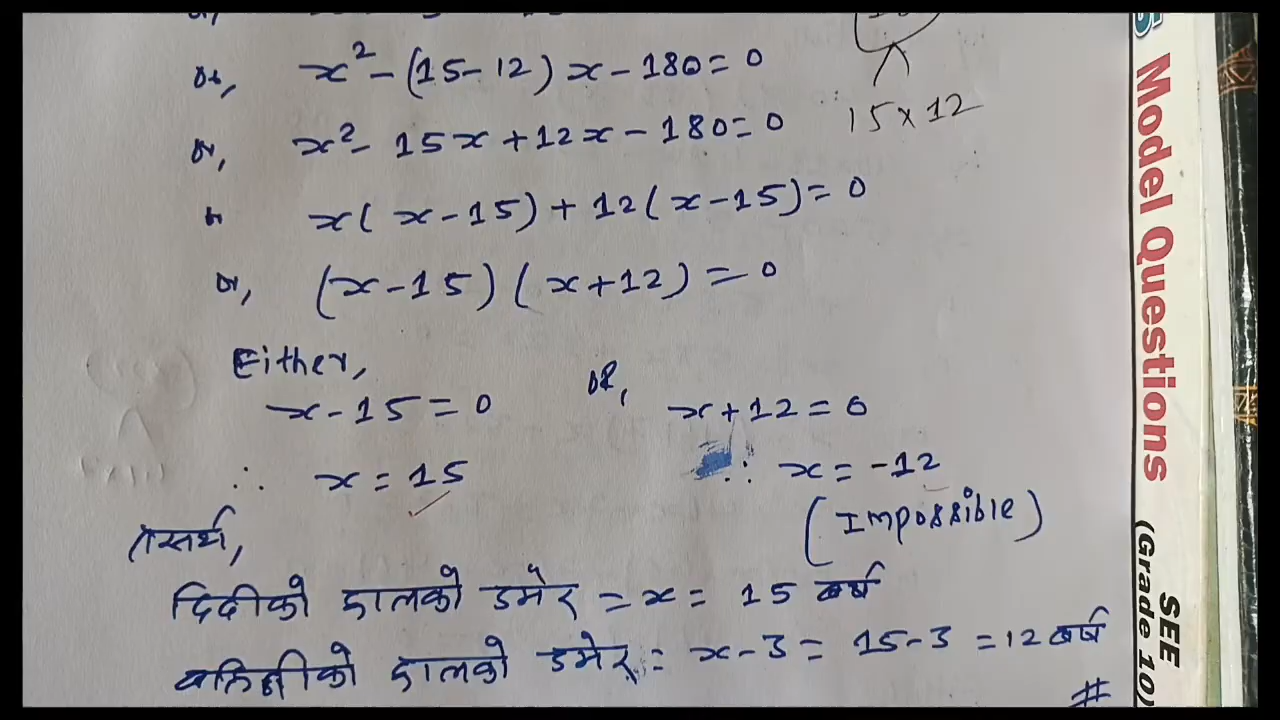 or, x² - (15-12) x - 180 = 0
15 × 12
or, x² - 15x + 12x - 180 = 0
or x( x - 15) + 12( x - 15) = 0
or, (x - 15) ( x + 12) = 0
Either,
x - 15 = 0 OR, x + 12 = 0
∴ x = 15 ∴ x = -12
(Impossible)
तसर्थ,
दिदीको हालको उमेर = x = 15 वर्ष
बहिनीको हालको उमेर = x - 3 = 15 - 3 = 12 वर्ष
#
Model Questions
SEE
(Grade 10)